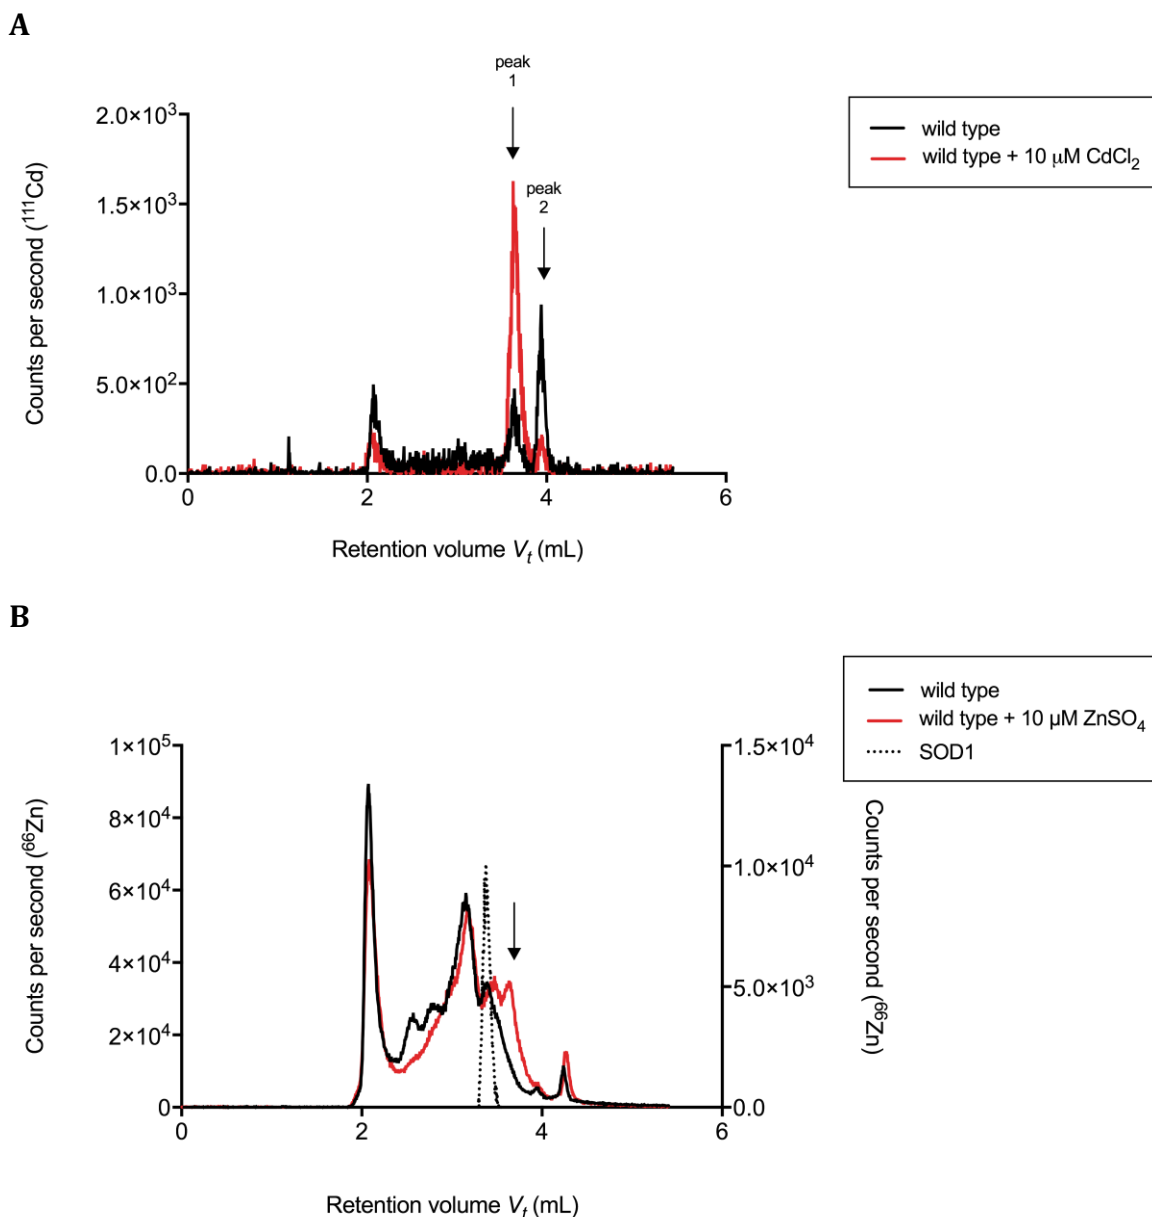 A
peak
1
peak
2
2.0×10³
1.5×10³
1.0×10³
5.0×10²
0.0
Counts per second (¹¹¹Cd)
0 2 4 6
Retention volume Vₜ (mL)
wild type
wild type + 10 μM CdCl₂
B
1×10⁵
8×10⁴
6×10⁴
4×10⁴
2×10⁴
0
Counts per second (⁶⁶Zn)
0 2 4 6
Retention volume Vₜ (mL)
1.5×10⁴
1.0×10⁴
5.0×10³
0.0
Counts per second (⁶⁶Zn)
wild type
wild type + 10 µM ZnSO₄
SOD1